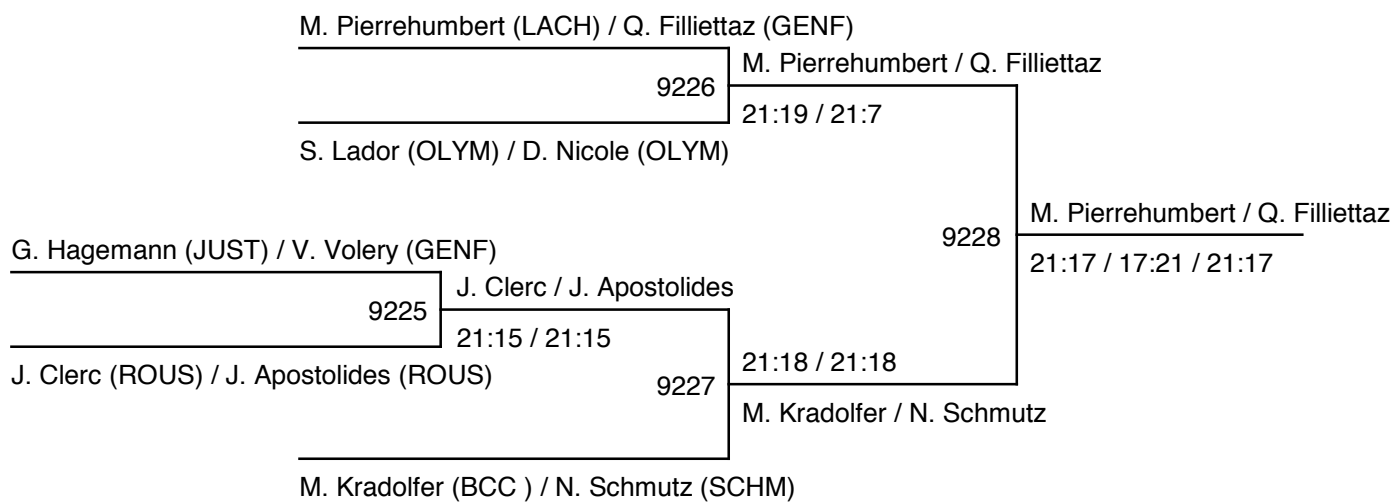 M. Pierrehumbert (LACH) / Q. Filliettaz (GENF)
M. Pierrehumbert / Q. Filliettaz
9226
21:19 / 21:7
S. Lador (OLYM) / D. Nicole (OLYM)
M. Pierrehumbert / Q. Filliettaz
9228
21:17 / 17:21 / 21:17
G. Hagemann (JUST) / V. Volery (GENF)
J. Clerc / J. Apostolides
9225
21:15 / 21:15
J. Clerc (ROUS) / J. Apostolides (ROUS)
21:18 / 21:18
9227
M. Kradolfer / N. Schmutz
M. Kradolfer (BCC ) / N. Schmutz (SCHM)